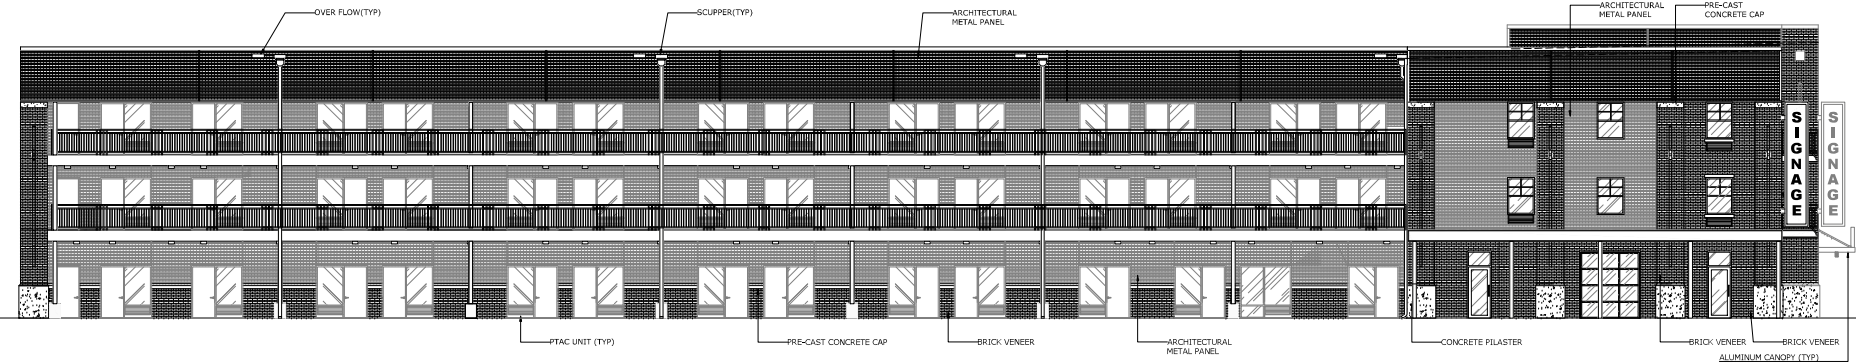 OVER FLOW(TYP)
SCUPPER(TYP)
ARCHITECTURAL
METAL PANEL
ARCHITECTURAL
METAL PANEL
PRE-CAST
CONCRETE CAP
SIGNAGE
SIGNAGE
PTAC UNIT (TYP)
PRE-CAST CONCRETE CAP
BRICK VENEER
ARCHITECTURAL
METAL PANEL
CONCRETE PILASTER
BRICK VENEER
BRICK VENEER
ALUMINUM CANOPY (TYP)